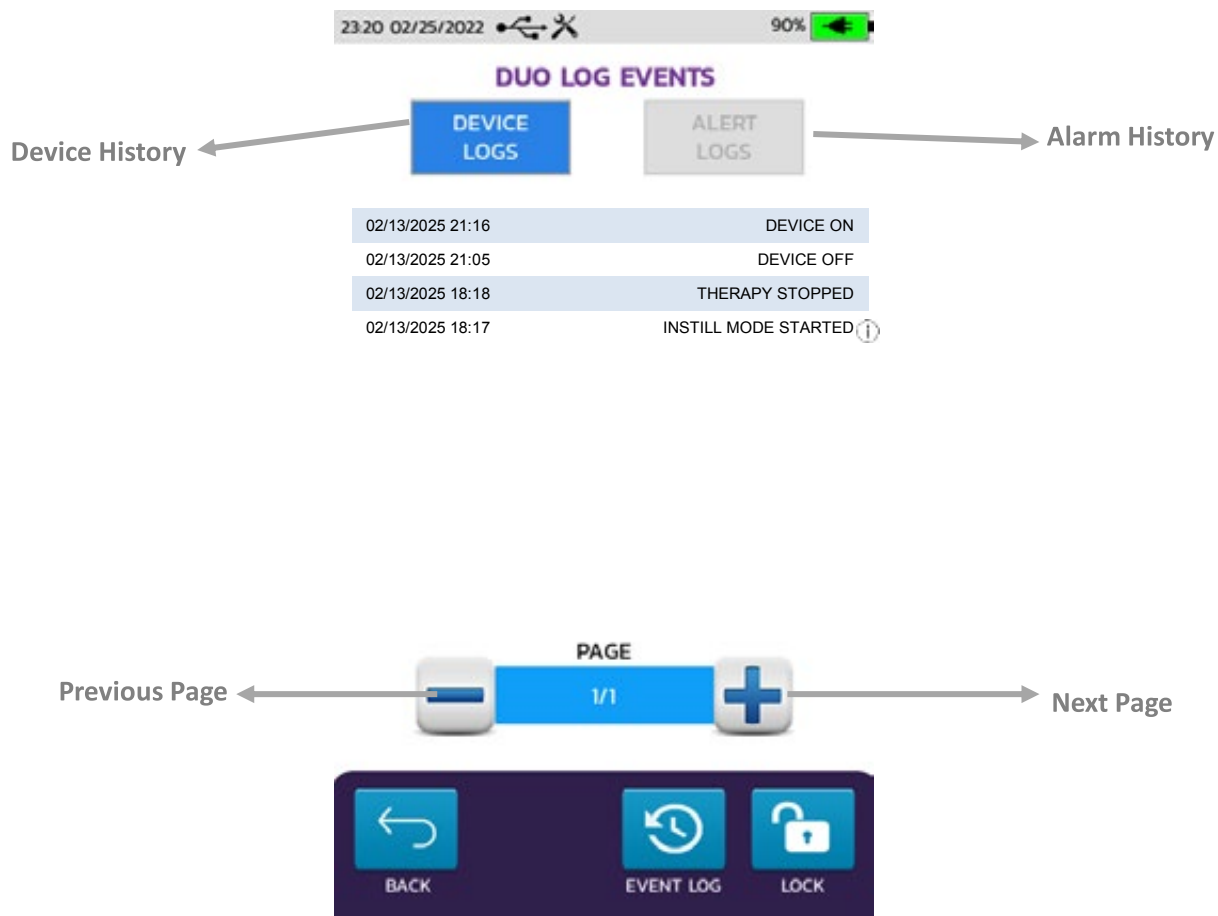 23:20 02/25/2022 90%
DUO LOG EVENTS
DEVICE
LOGS
ALERT
LOGS
Device History
Alarm History
02/13/2025 21:16 DEVICE ON
02/13/2025 21:05 DEVICE OFF
02/13/2025 18:18 THERAPY STOPPED
02/13/2025 18:17 INSTILL MODE STARTED
PAGE
Previous Page
1/1
Next Page
BACK
EVENT LOG
LOCK